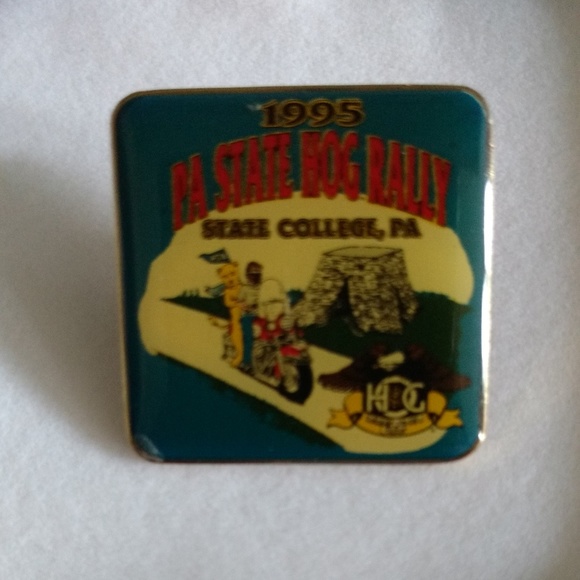 1995
PA STATE HOG RALLY
STATE COLLEGE, PA
HOG